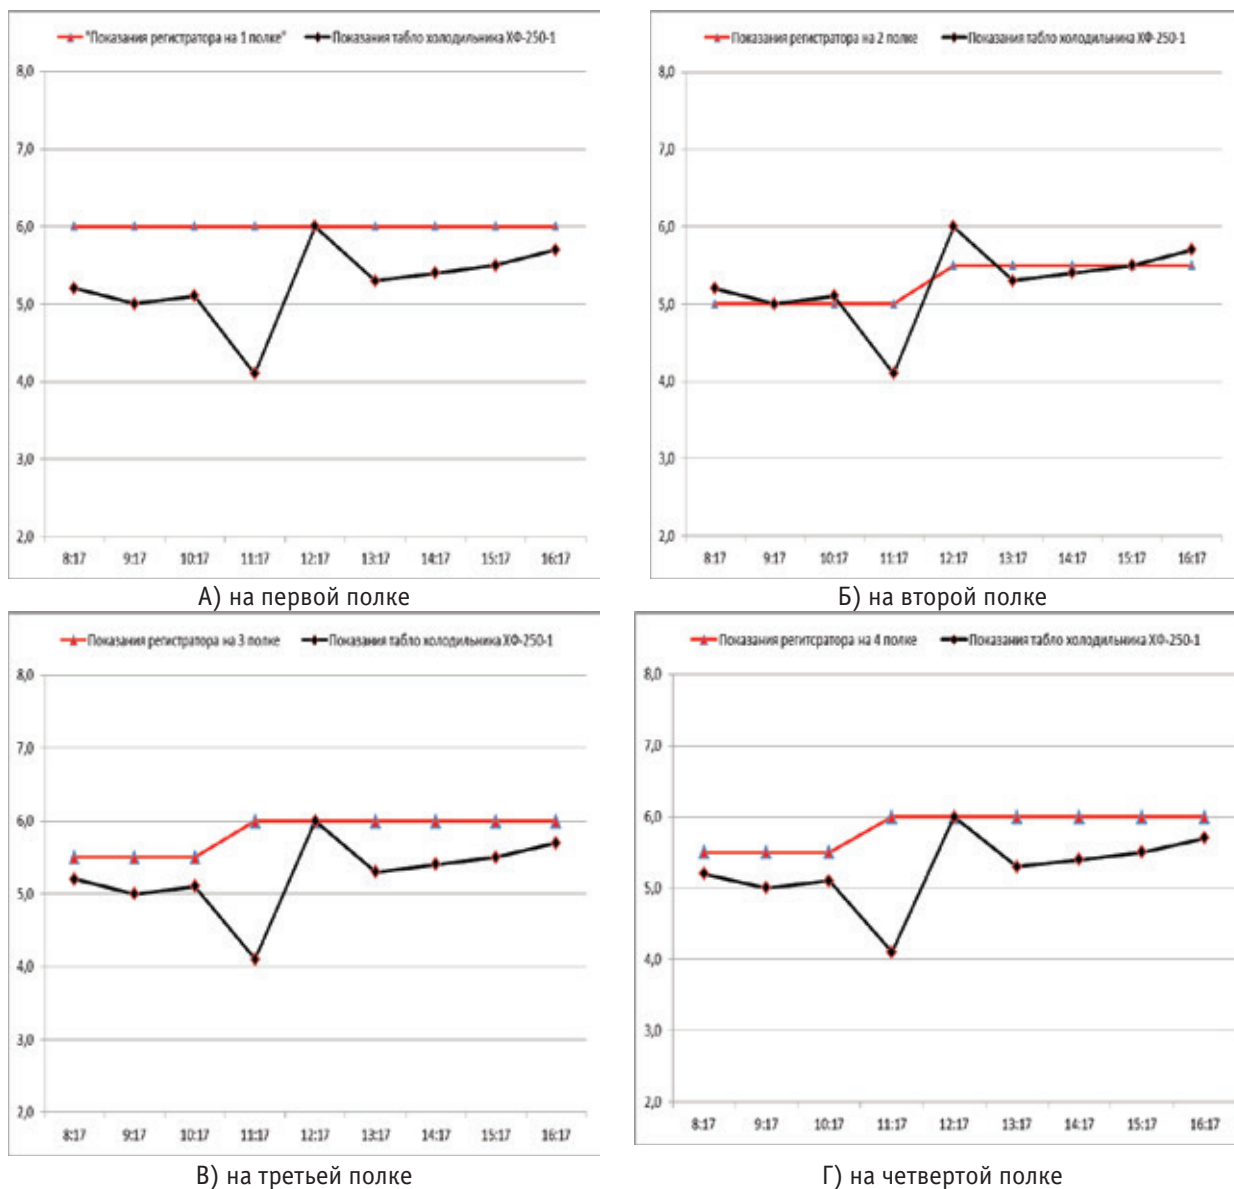 "Показания регистратора на 1 полке" Показания табло холодильника ХФ-250-1
8,0
7,0
6,0
5,0
4,0
3,0
2,0
8:17 9:17 10:17 11:17 12:17 13:17 14:17 15:17 16:17
А) на первой полке
Показания регистратора на 2 полке Показания табло холодильника ХФ-250-1
8,0
7,0
6,0
5,0
4,0
3,0
2,0
8:17 9:17 10:17 11:17 12:17 13:17 14:17 15:17 16:17
Б) на второй полке
Показания регистратора на 3 полке Показания табло холодильника ХФ-250-1
8,0
7,0
6,0
5,0
4,0
3,0
2,0
8:17 9:17 10:17 11:17 12:17 13:17 14:17 15:17 16:17
В) на третьей полке
Показания регитсратора на 4 полке Показания табло холодильника ХФ-250-1
8,0
7,0
6,0
5,0
4,0
3,0
2,0
8:17 9:17 10:17 11:17 12:17 13:17 14:17 15:17 16:17
Г) на четвертой полке